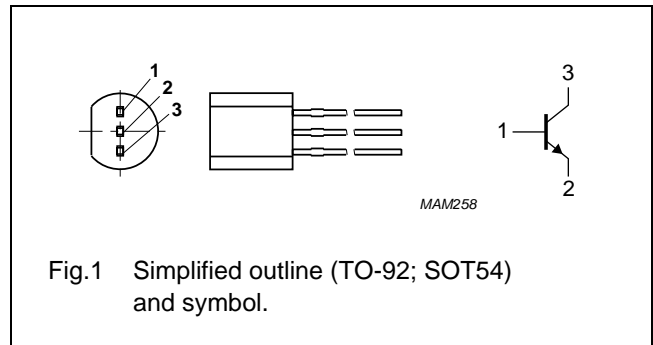 1
2
3
3
1
2
MAM258
Fig.1 Simplified outline (TO-92; SOT54)
and symbol.